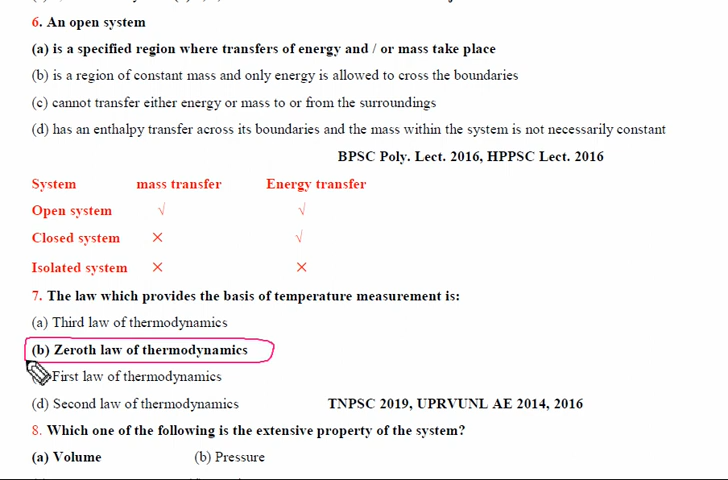 6. An open system
(a) is a specified region where transfers of energy and / or mass take place
(b) is a region of constant mass and only energy is allowed to cross the boundaries
(c) cannot transfer either energy or mass to or from the surroundings
(d) has an enthalpy transfer across its boundaries and the mass within the system is not necessarily constant
BPSC Poly. Lect. 2016, HPPSC Lect. 2016
System mass transfer Energy transfer
Open system √ √
Closed system × √
Isolated system × ×
7. The law which provides the basis of temperature measurement is:
(a) Third law of thermodynamics
(b) Zeroth law of thermodynamics
First law of thermodynamics
(d) Second law of thermodynamics TNPSC 2019, UPRVUNL AE 2014, 2016
8. Which one of the following is the extensive property of the system?
(a) Volume (b) Pressure